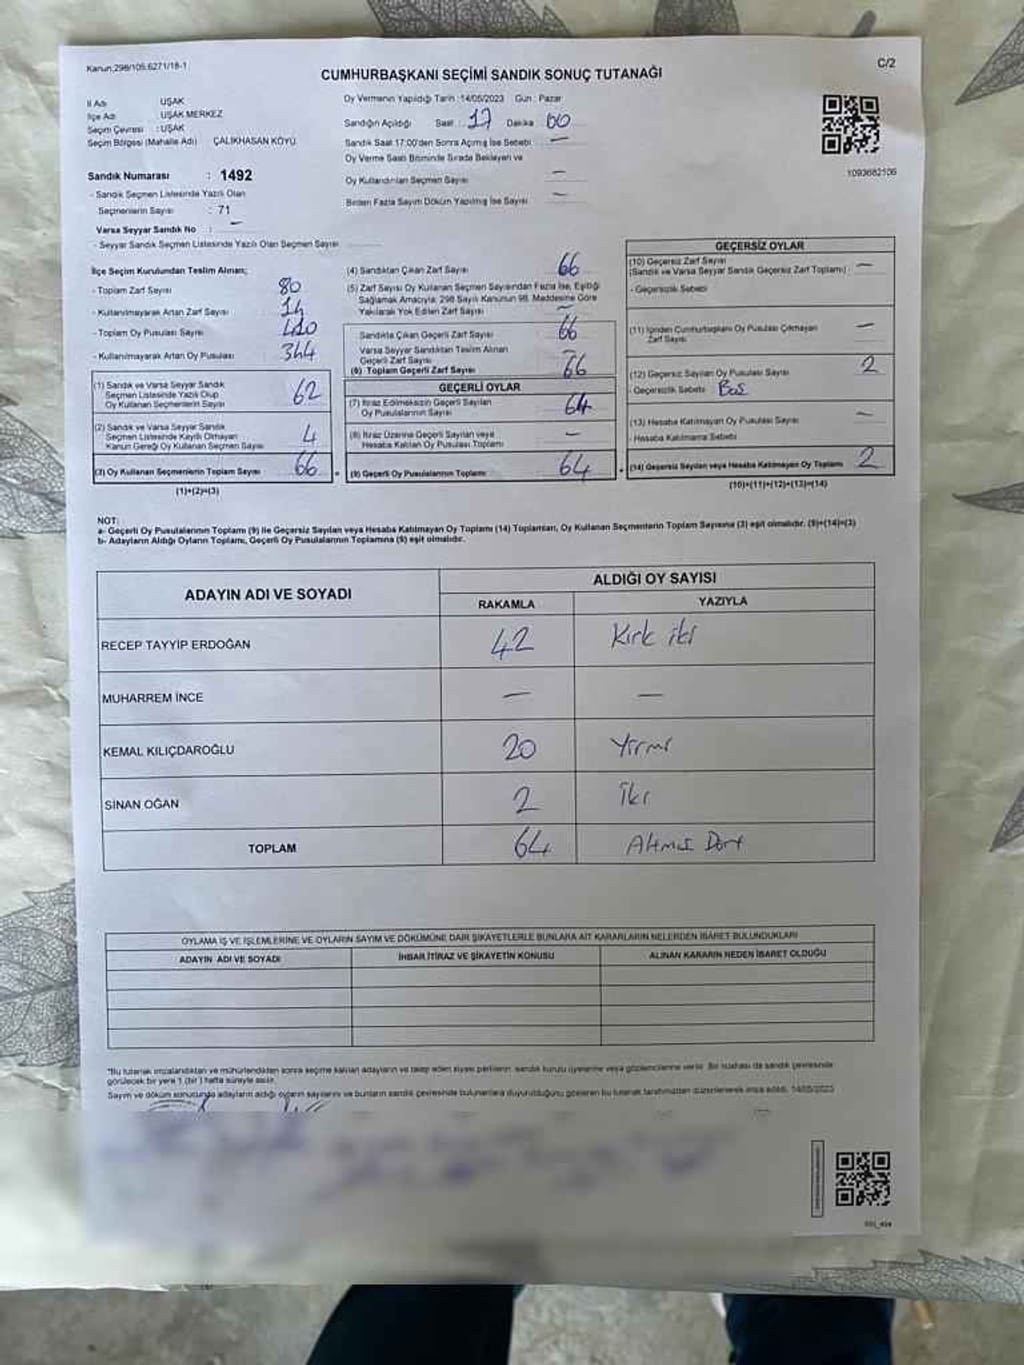 Kanun;298/105,6271/18-1
C/2
CUMHURBAŞKANI SEÇİMİ SANDIK SONUÇ TUTANAĞI
İl Adı UŞAK
İlçe Adı UŞAK MERKEZ
Seçim Çevresi : UŞAK
Seçim Bölgesi (Mahalle Adı) ÇALIKHASAN KÖYÜ
Sandık Numarası : 1492
- Sandık Seçmen Listesinde Yazılı Olan
Seçmenlerin Sayısı : 71
Varsa Seyyar Sandık No : –
- Seyyar Sandık Seçmen Listesinde Yazılı Olan Seçmen Sayısı
Oy Vermenin Yapıldığı Tarih :14/05/2023 Gün : Pazar
Sandığın Açıldığı Saat : 17 Dakika 00
Sandık Saat 17:00'den Sonra Açılmış İse Sebebi —
Oy Verme Saati Bitiminde Sırada Bekleyen ve
Oy Kullandırılan Seçmen Sayısı —
Birden Fazla Sayım Döküm Yapılmış İse Sayısı —
1093682106
İlçe Seçim Kurulundan Teslim Alınan;
- Toplam Zarf Sayısı 80
- Kullanılmayarak Artan Zarf Sayısı 14
- Toplam Oy Pusulası Sayısı 410
- Kullanılmayarak Artan Oy Pusulası 344
(1) Sandık ve Varsa Seyyar Sandık
Seçmen Listesinde Yazılı Olup
Oy Kullanan Seçmenlerin Sayısı 62
(2) Sandık ve Varsa Seyyar Sandık
Seçmen Listesinde Kayıtlı Olmayan
Kanun Gereği Oy Kullanan Seçmen Sayısı 4
(3) Oy Kullanan Seçmenlerin Toplam Sayısı 66
(1)+(2)=(3)
(4) Sandıktan Çıkan Zarf Sayısı 66
(5) Zarf Sayısı Oy Kullanan Seçmen Sayısından Fazla İse, Eşitliği
Sağlamak Amacıyla; 298 Sayılı Kanunun 98. Maddesine Göre
Yakılarak Yok Edilen Zarf Sayısı —
Sandıkta Çıkan Geçerli Zarf Sayısı 66
Varsa Seyyar Sandıktan Teslim Alınan
Geçerli Zarf Sayısı
(6) Toplam Geçerli Zarf Sayısı 66
GEÇERLİ OYLAR
(7) İtiraz Edilmeksizin Geçerli Sayılan
Oy Pusulalarının Sayısı 64
(8) İtiraz Üzerine Geçerli Sayılan veya
Hesaba Katılan Oy Pusulası Toplamı —
(9) Geçerli Oy Pusulalarının Toplamı 64
GEÇERSİZ OYLAR
(10) Geçersiz Zarf Sayısı
(Sandık ve Varsa Seyyar Sandık Geçersiz Zarf Toplamı) —
- Geçersizlik Sebebi
(11) İçinden Cumhurbaşkanı Oy Pusulası Çıkmayan
Zarf Sayısı —
(12) Geçersiz Sayılan Oy Pusulası Sayısı 2
- Geçersizlik Sebebi Boş
(13) Hesaba Katılmayan Oy Pusulası Sayısı —
- Hesaba Katılmama Sebebi
(14) Geçersiz Sayılan veya Hesaba Katılmayan Oy Toplamı 2
(10)+(11)+(12)+(13)=(14)
NOT:
a- Geçerli Oy Pusulalarının Toplamı (9) ile Geçersiz Sayılan veya Hesaba Katılmayan Oy Toplamı (14) Toplamları, Oy Kullanan Seçmenlerin Toplam Sayısına (3) eşit olmalıdır. (9)+(14)=(3)
b- Adayların Aldığı Oyların Toplamı, Geçerli Oy Pusulalarının Toplamına (9) eşit olmalıdır.
ADAYIN ADI VE SOYADI
ALDIĞI OY SAYISI
RAKAMLA YAZIYLA
RECEP TAYYİP ERDOĞAN 42 Kırk iki
MUHARREM İNCE — —
KEMAL KILIÇDAROĞLU 20 Yirmi
SİNAN OĞAN 2 İki
TOPLAM 64 Altmış Dört
OYLAMA İŞ VE İŞLEMLERİNE VE OYLARIN SAYIM VE DÖKÜMÜNE DAİR ŞİKAYETLERLE BUNLARA AİT KARARLARIN NELERDEN İBARET BULUNDUKLARI
ADAYIN ADI VE SOYADI İHBAR İTİRAZ VE ŞİKAYETİN KONUSU ALINAN KARARIN NEDEN İBARET OLDUĞU
*Bu tutanak imzalandıktan ve mühürlendikten sonra seçime katılan adayların ve talep eden siyasi partilerin sandık kurulu üyelerine veya gözlemcilerine verilir. Bir nüshası da sandık çevresinde
görülecek bir yere 1 (bir) hafta süreyle asılır.
Sayım ve döküm sonucunda adayların aldığı oyların sayılarını ve bunların sandık çevresinde bulunanlara duyurulduğunu gösteren bu tutanak tarafımızdan düzenlenerek imza edildi. 14/05/2023